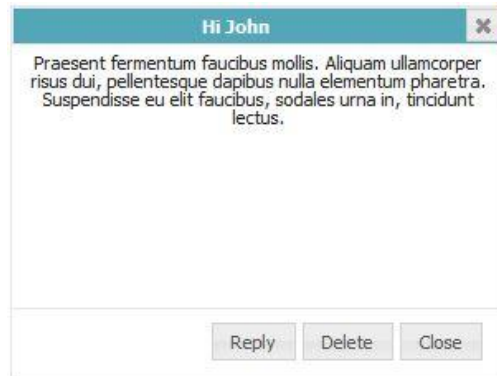 Hi John
Praesent fermentum faucibus mollis. Aliquam ullamcorper
risus dui, pellentesque dapibus nulla elementum pharetra.
Suspendisse eu elit faucibus, sodales urna in, tincidunt
lectus.
Reply Delete Close